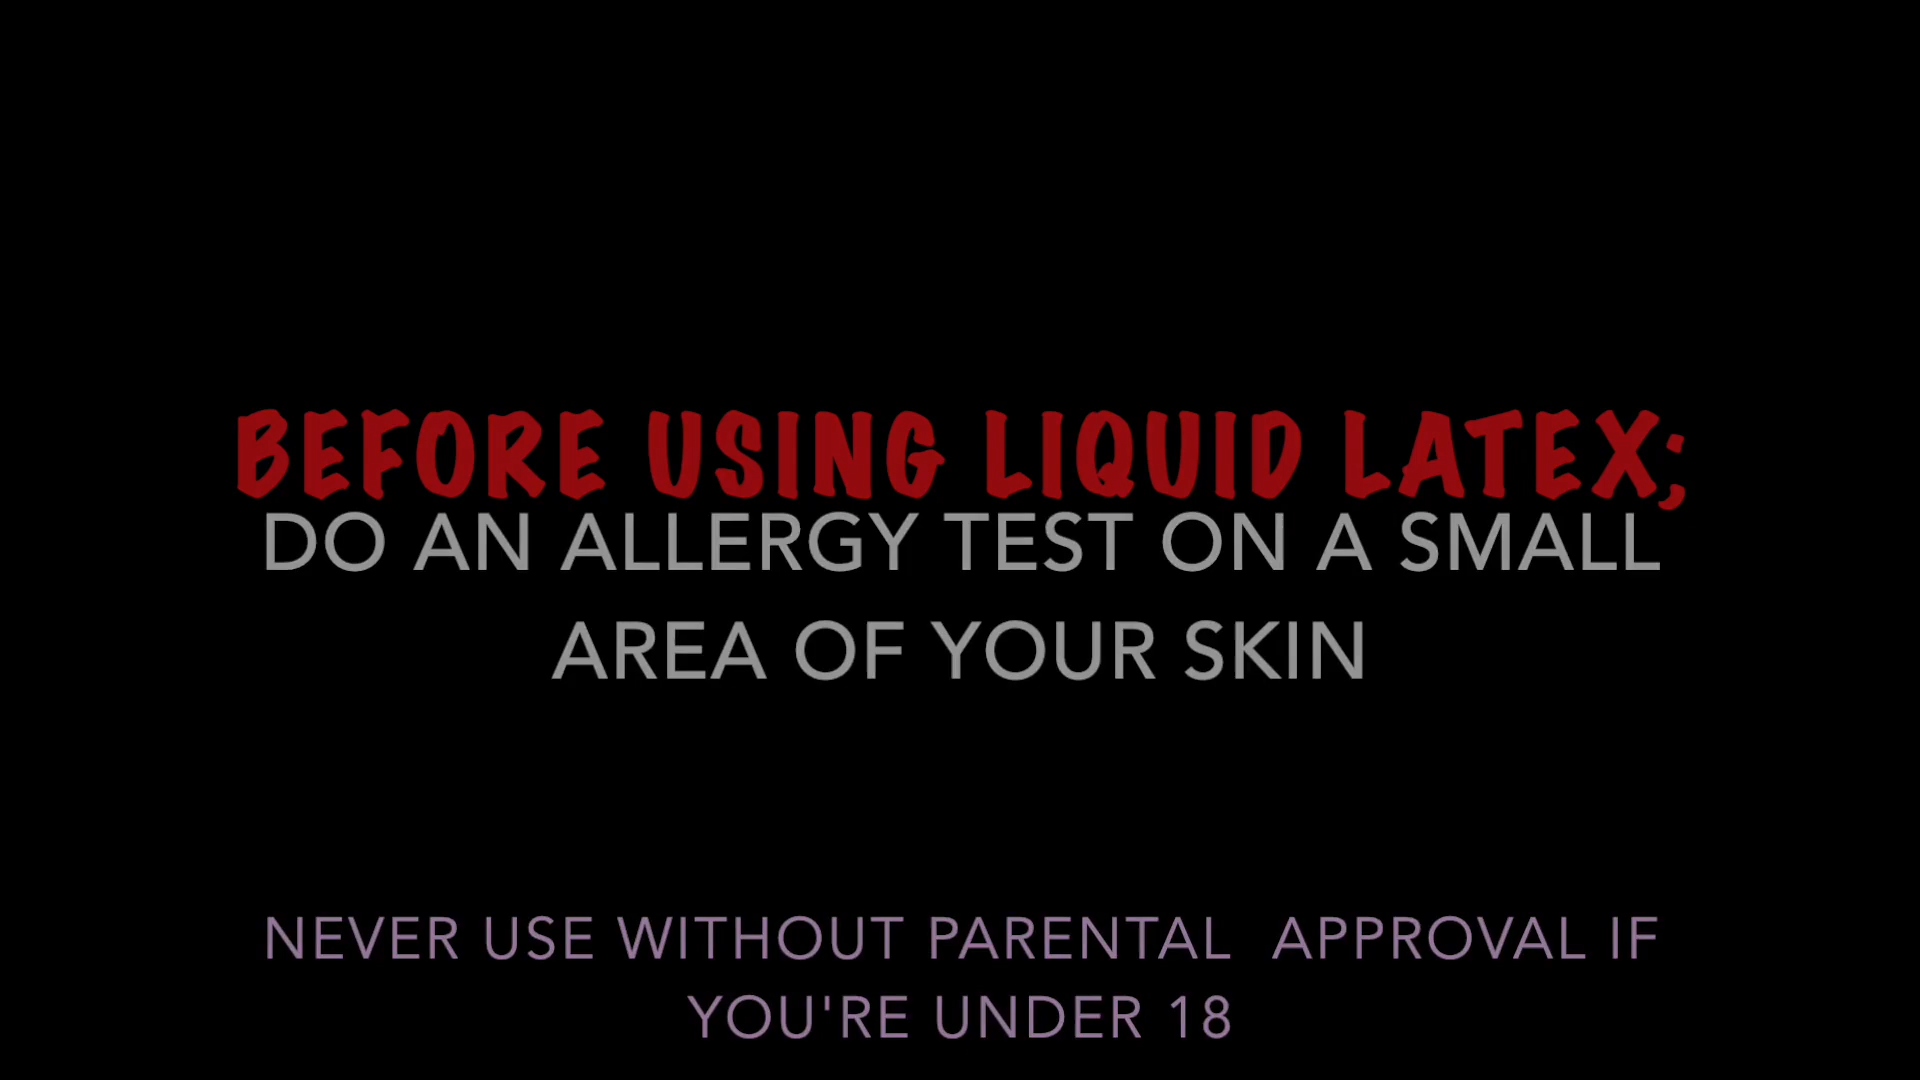 BEFORE USING LIQUID LATEX;
DO AN ALLERGY TEST ON A SMALL
AREA OF YOUR SKIN
NEVER USE WITHOUT PARENTAL  APPROVAL IF
YOU'RE UNDER 18